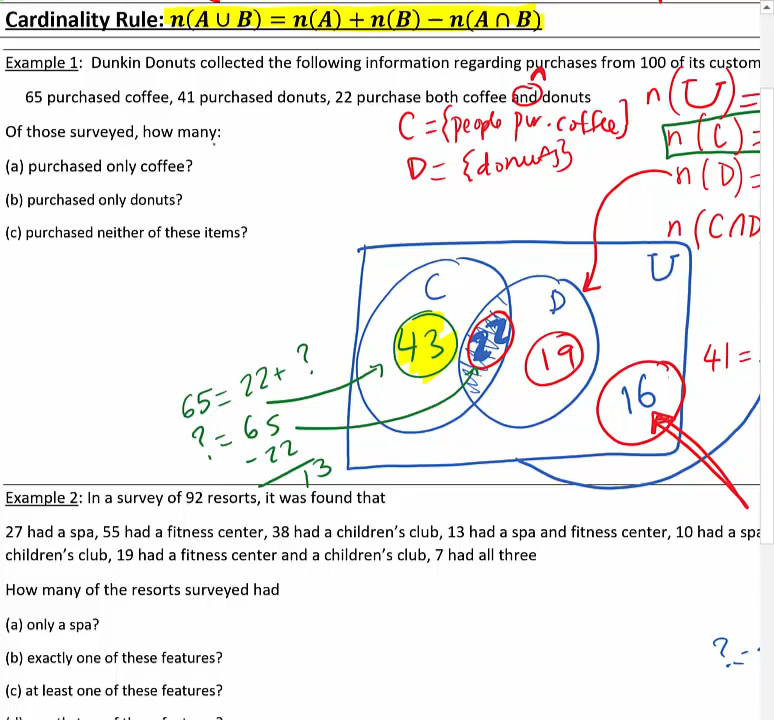 Cardinality Rule: n(A ∪ B) = n(A) + n(B) − n(A ∩ B)
Example 1: Dunkin Donuts collected the following information regarding purchases from 100 of its custom
65 purchased coffee, 41 purchased donuts, 22 purchase both coffee and donuts
n(U)=
C = {people pur. coffee}
n(C)=
Of those surveyed, how many:
D = {donuts}
n(D)=
(a) purchased only coffee?
(b) purchased only donuts?
n(C∩D
(c) purchased neither of these items?
U
C
D
43
22
19
41=
16
65=22+ ?
? = 65
-22
13
Example 2: In a survey of 92 resorts, it was found that
27 had a spa, 55 had a fitness center, 38 had a children's club, 13 had a spa and fitness center, 10 had a spa
children's club, 19 had a fitness center and a children's club, 7 had all three
How many of the resorts surveyed had
(a) only a spa?
(b) exactly one of these features?
? =
(c) at least one of these features?